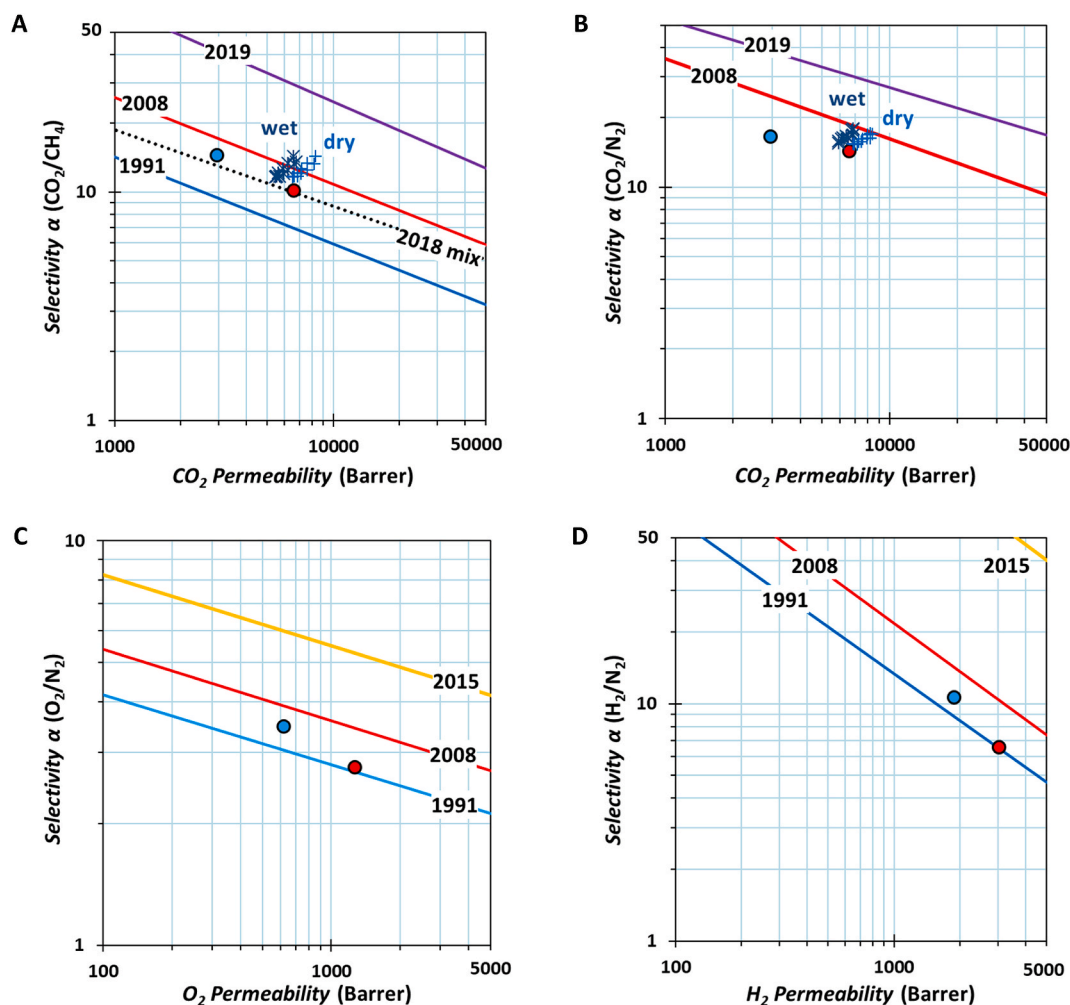 A
50
2019
2008
wet
dry
1991
10
2018 mix
1
1000
10000
50000
Selectivity α (CO₂/CH₄)
CO₂ Permeability (Barrer)
B
50
2019
2008
wet
dry
10
1
1000
10000
50000
Selectivity α (CO₂/N₂)
CO₂ Permeability (Barrer)
C
10
2015
2008
1991
1
100
1000
5000
Selectivity α (O₂/N₂)
O₂ Permeability (Barrer)
D
50
2008
2015
1991
10
1
100
1000
5000
Selectivity α (H₂/N₂)
H₂ Permeability (Barrer)